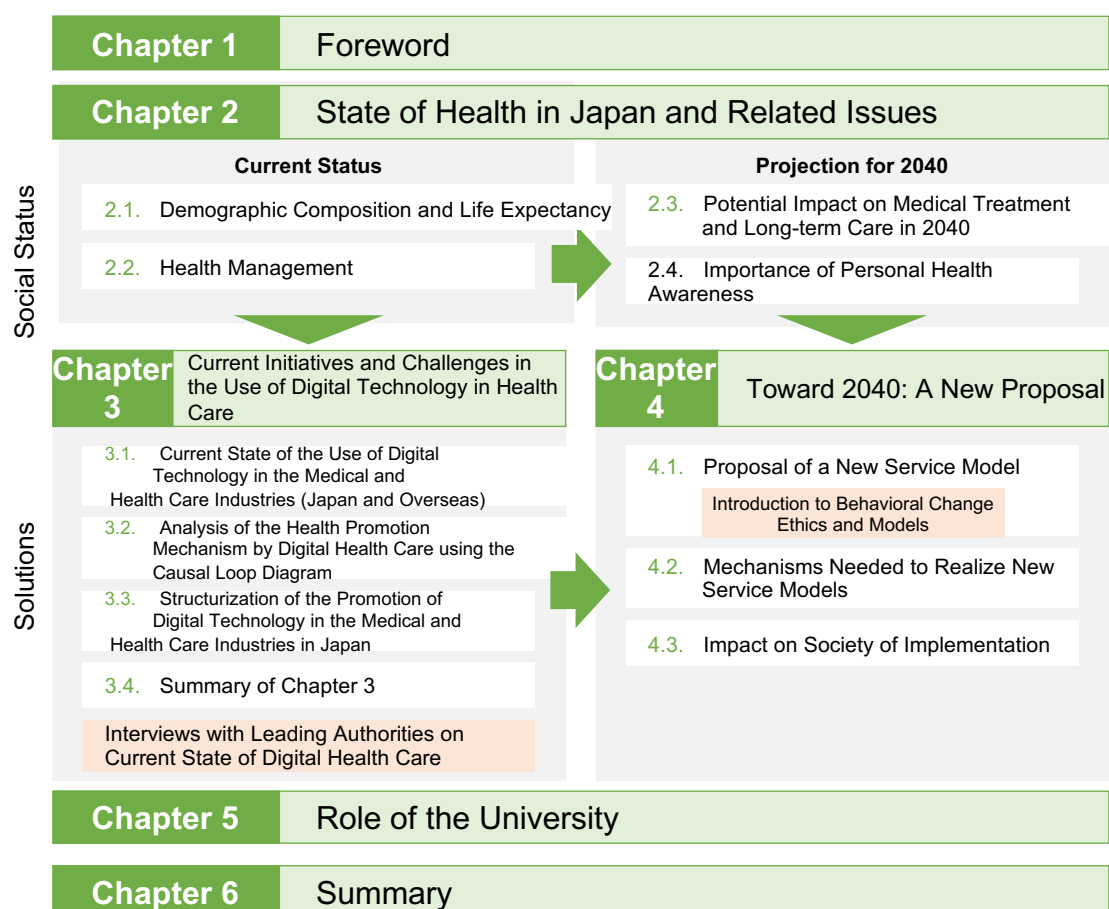 Chapter 1 Foreword
Chapter 2 State of Health in Japan and Related Issues
Social Status
Current Status
2.1. Demographic Composition and Life Expectancy
2.2. Health Management
Projection for 2040
2.3. Potential Impact on Medical Treatment
and Long-term Care in 2040
2.4. Importance of Personal Health
Awareness
Solutions
Chapter
3
Current Initiatives and Challenges in
the Use of Digital Technology in Health
Care
3.1. Current State of the Use of Digital
Technology in the Medical and
Health Care Industries (Japan and Overseas)
3.2. Analysis of the Health Promotion
Mechanism by Digital Health Care using the
Causal Loop Diagram
3.3. Structurization of the Promotion of
Digital Technology in the Medical and
Health Care Industries in Japan
3.4. Summary of Chapter 3
Interviews with Leading Authorities on
Current State of Digital Health Care
Chapter
4
Toward 2040: A New Proposal
4.1. Proposal of a New Service Model
Introduction to Behavioral Change
Ethics and Models
4.2. Mechanisms Needed to Realize New
Service Models
4.3. Impact on Society of Implementation
Chapter 5 Role of the University
Chapter 6 Summary